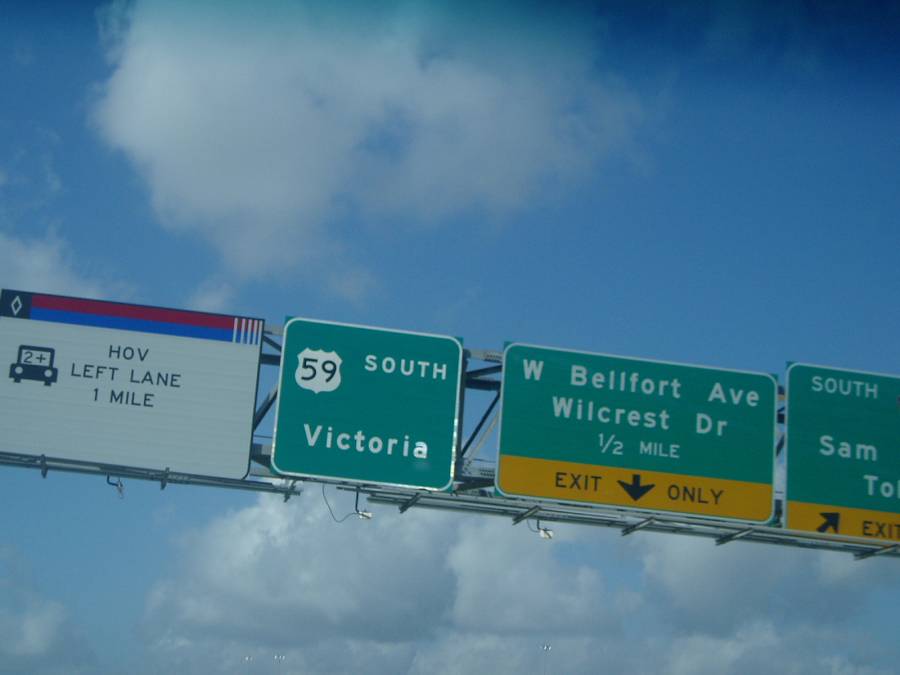 2+
HOV
LEFT LANE
1 MILE
59 SOUTH
Victoria
W Bellfort Ave
Wilcrest Dr
1/2 MILE
EXIT ONLY
SOUTH
Sam
EXIT